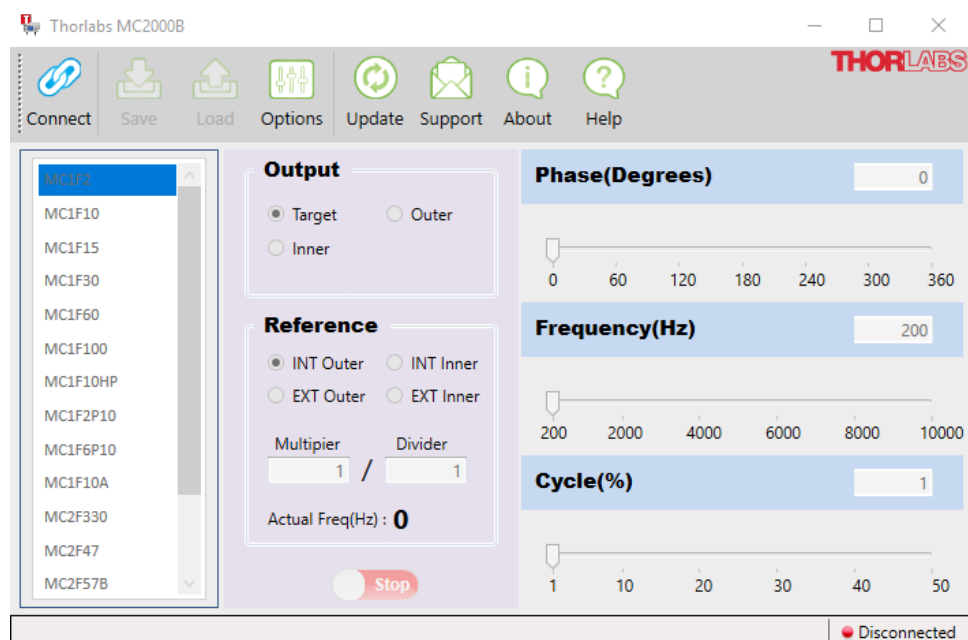 Thorlabs MC2000B
THORLABS
Connect Save Load Options Update Support About Help
MC1F2
MC1F10
MC1F15
MC1F30
MC1F60
MC1F100
MC1F10HP
MC1F2P10
MC1F6P10
MC1F10A
MC2F330
MC2F47
MC2F57B
Output
Target Outer
Inner
Reference
INT Outer INT Inner
EXT Outer EXT Inner
Multipier Divider
1 / 1
Actual Freq(Hz) : 0
Stop
Phase(Degrees) 0
0 60 120 180 240 300 360
Frequency(Hz) 200
200 2000 4000 6000 8000 10000
Cycle(%) 1
1 10 20 30 40 50
Disconnected